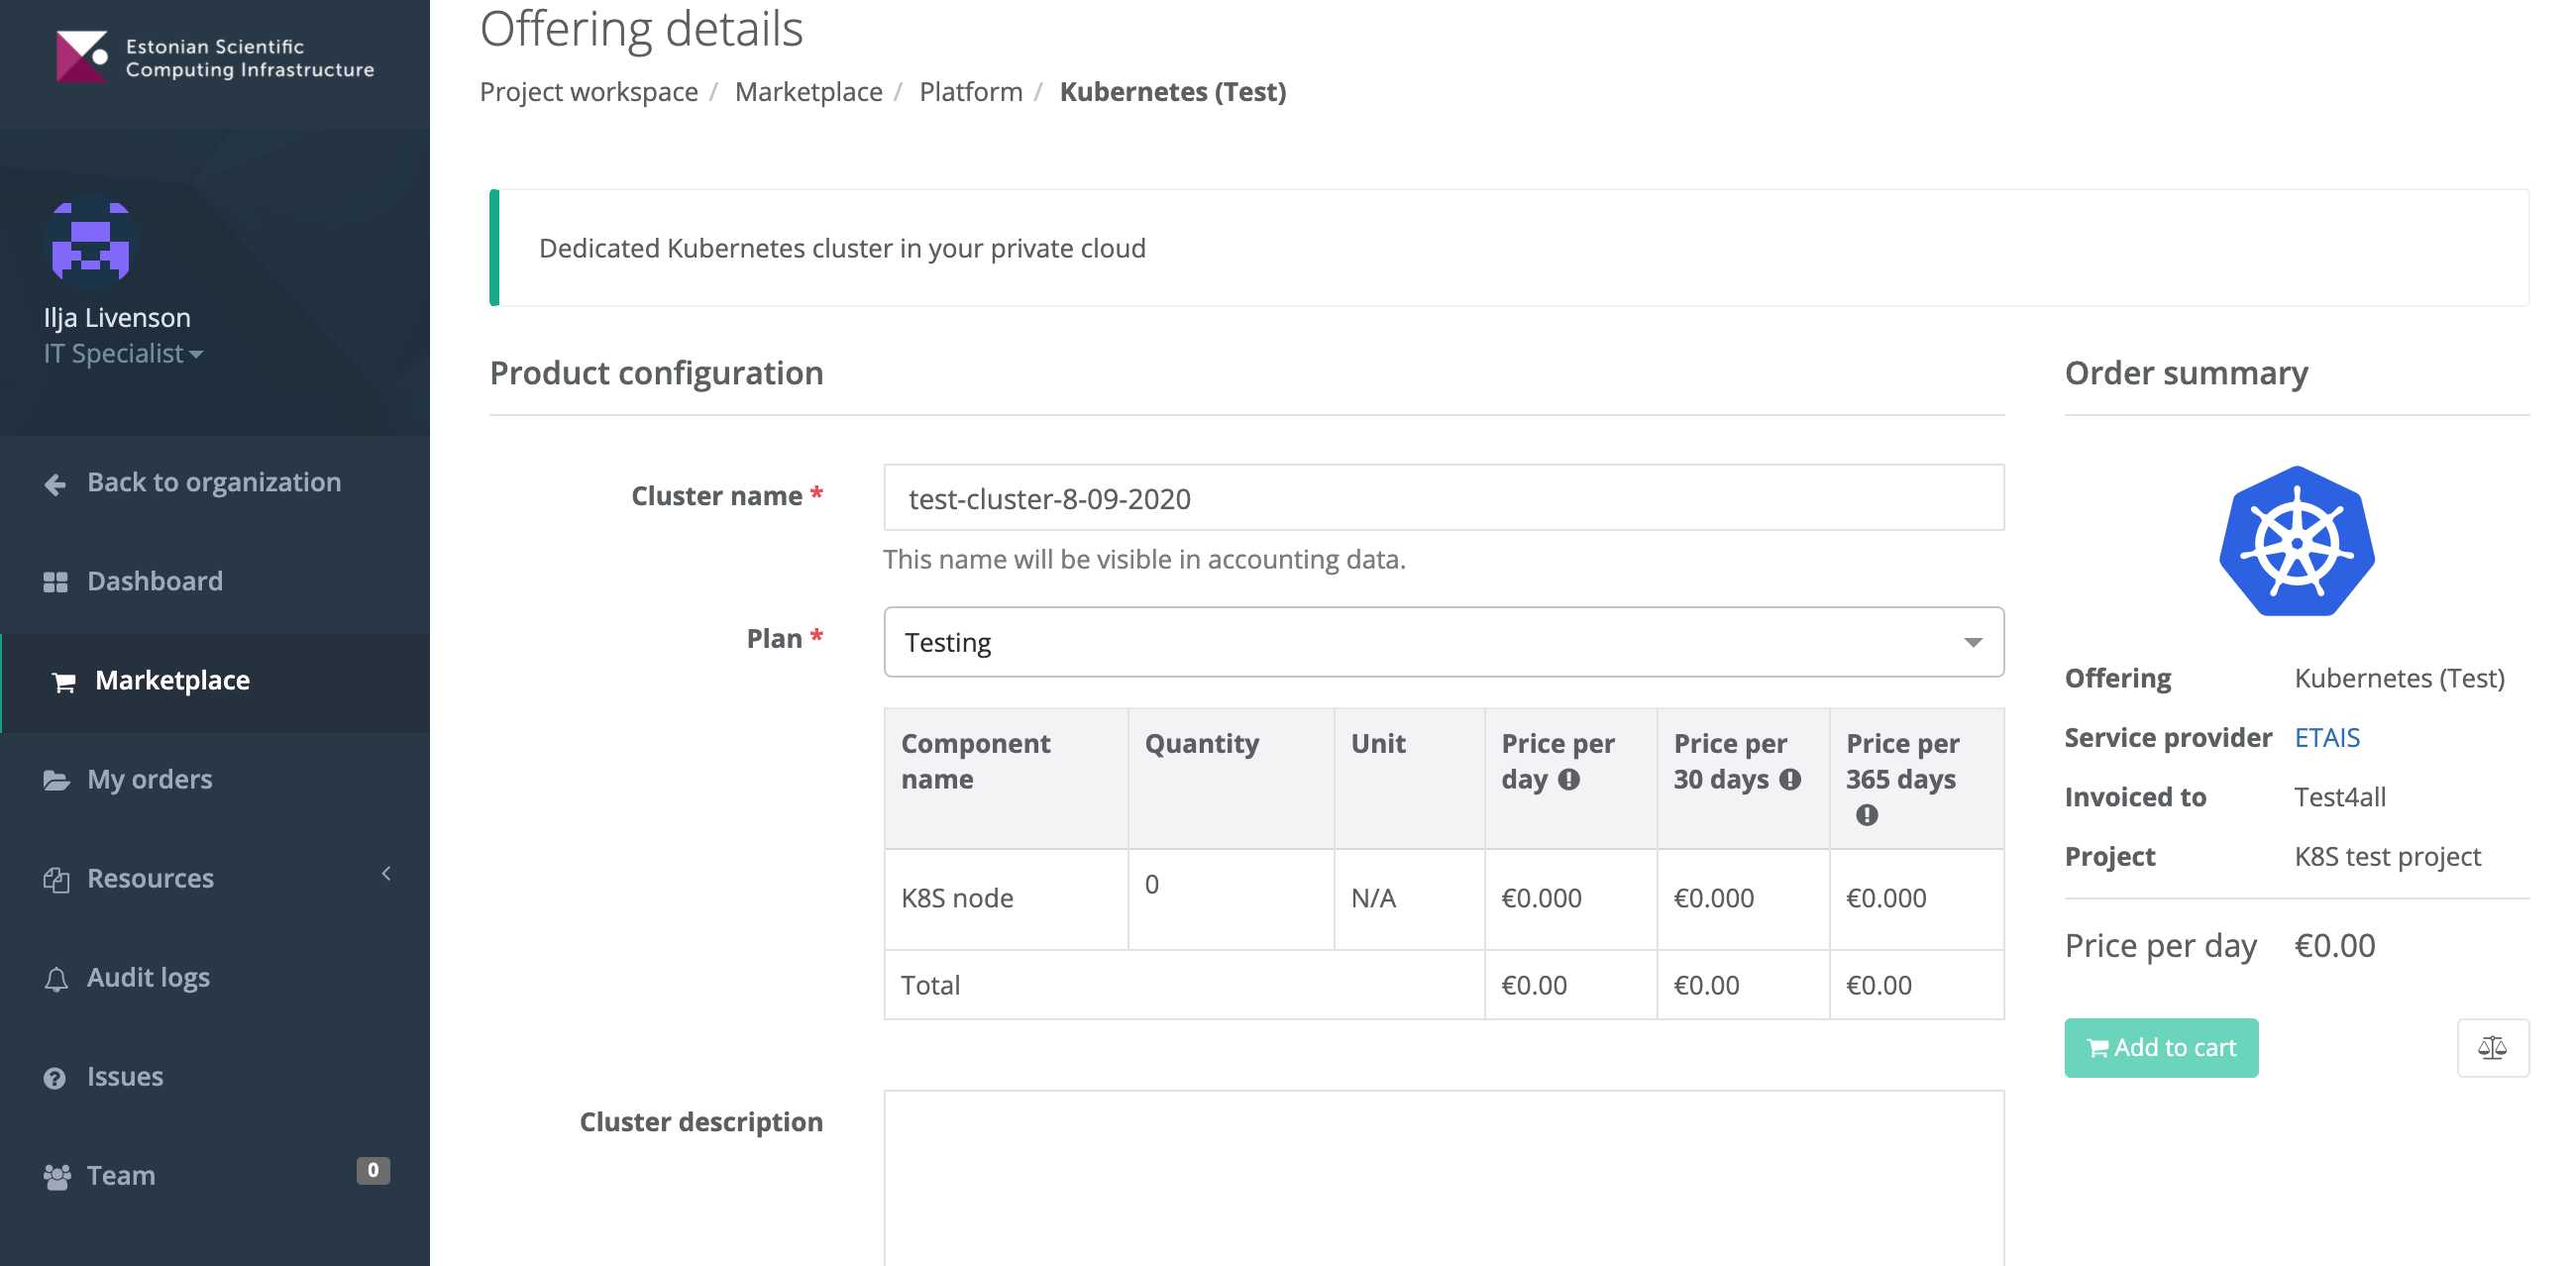 Estonian Scientific
Computing Infrastructure
Ilja Livenson
IT Specialist
Back to organization
Dashboard
Marketplace
My orders
Resources
Audit logs
Issues
Team 0
Offering details
Project workspace / Marketplace / Platform / Kubernetes (Test)
Dedicated Kubernetes cluster in your private cloud
Product configuration
Cluster name * test-cluster-8-09-2020
This name will be visible in accounting data.
Plan * Testing
Component name Quantity Unit Price per day Price per 30 days Price per 365 days
K8S node 0 N/A €0.000 €0.000 €0.000
Total €0.00 €0.00 €0.00
Cluster description
Order summary
Offering Kubernetes (Test)
Service provider ETAIS
Invoiced to Test4all
Project K8S test project
Price per day €0.00
Add to cart